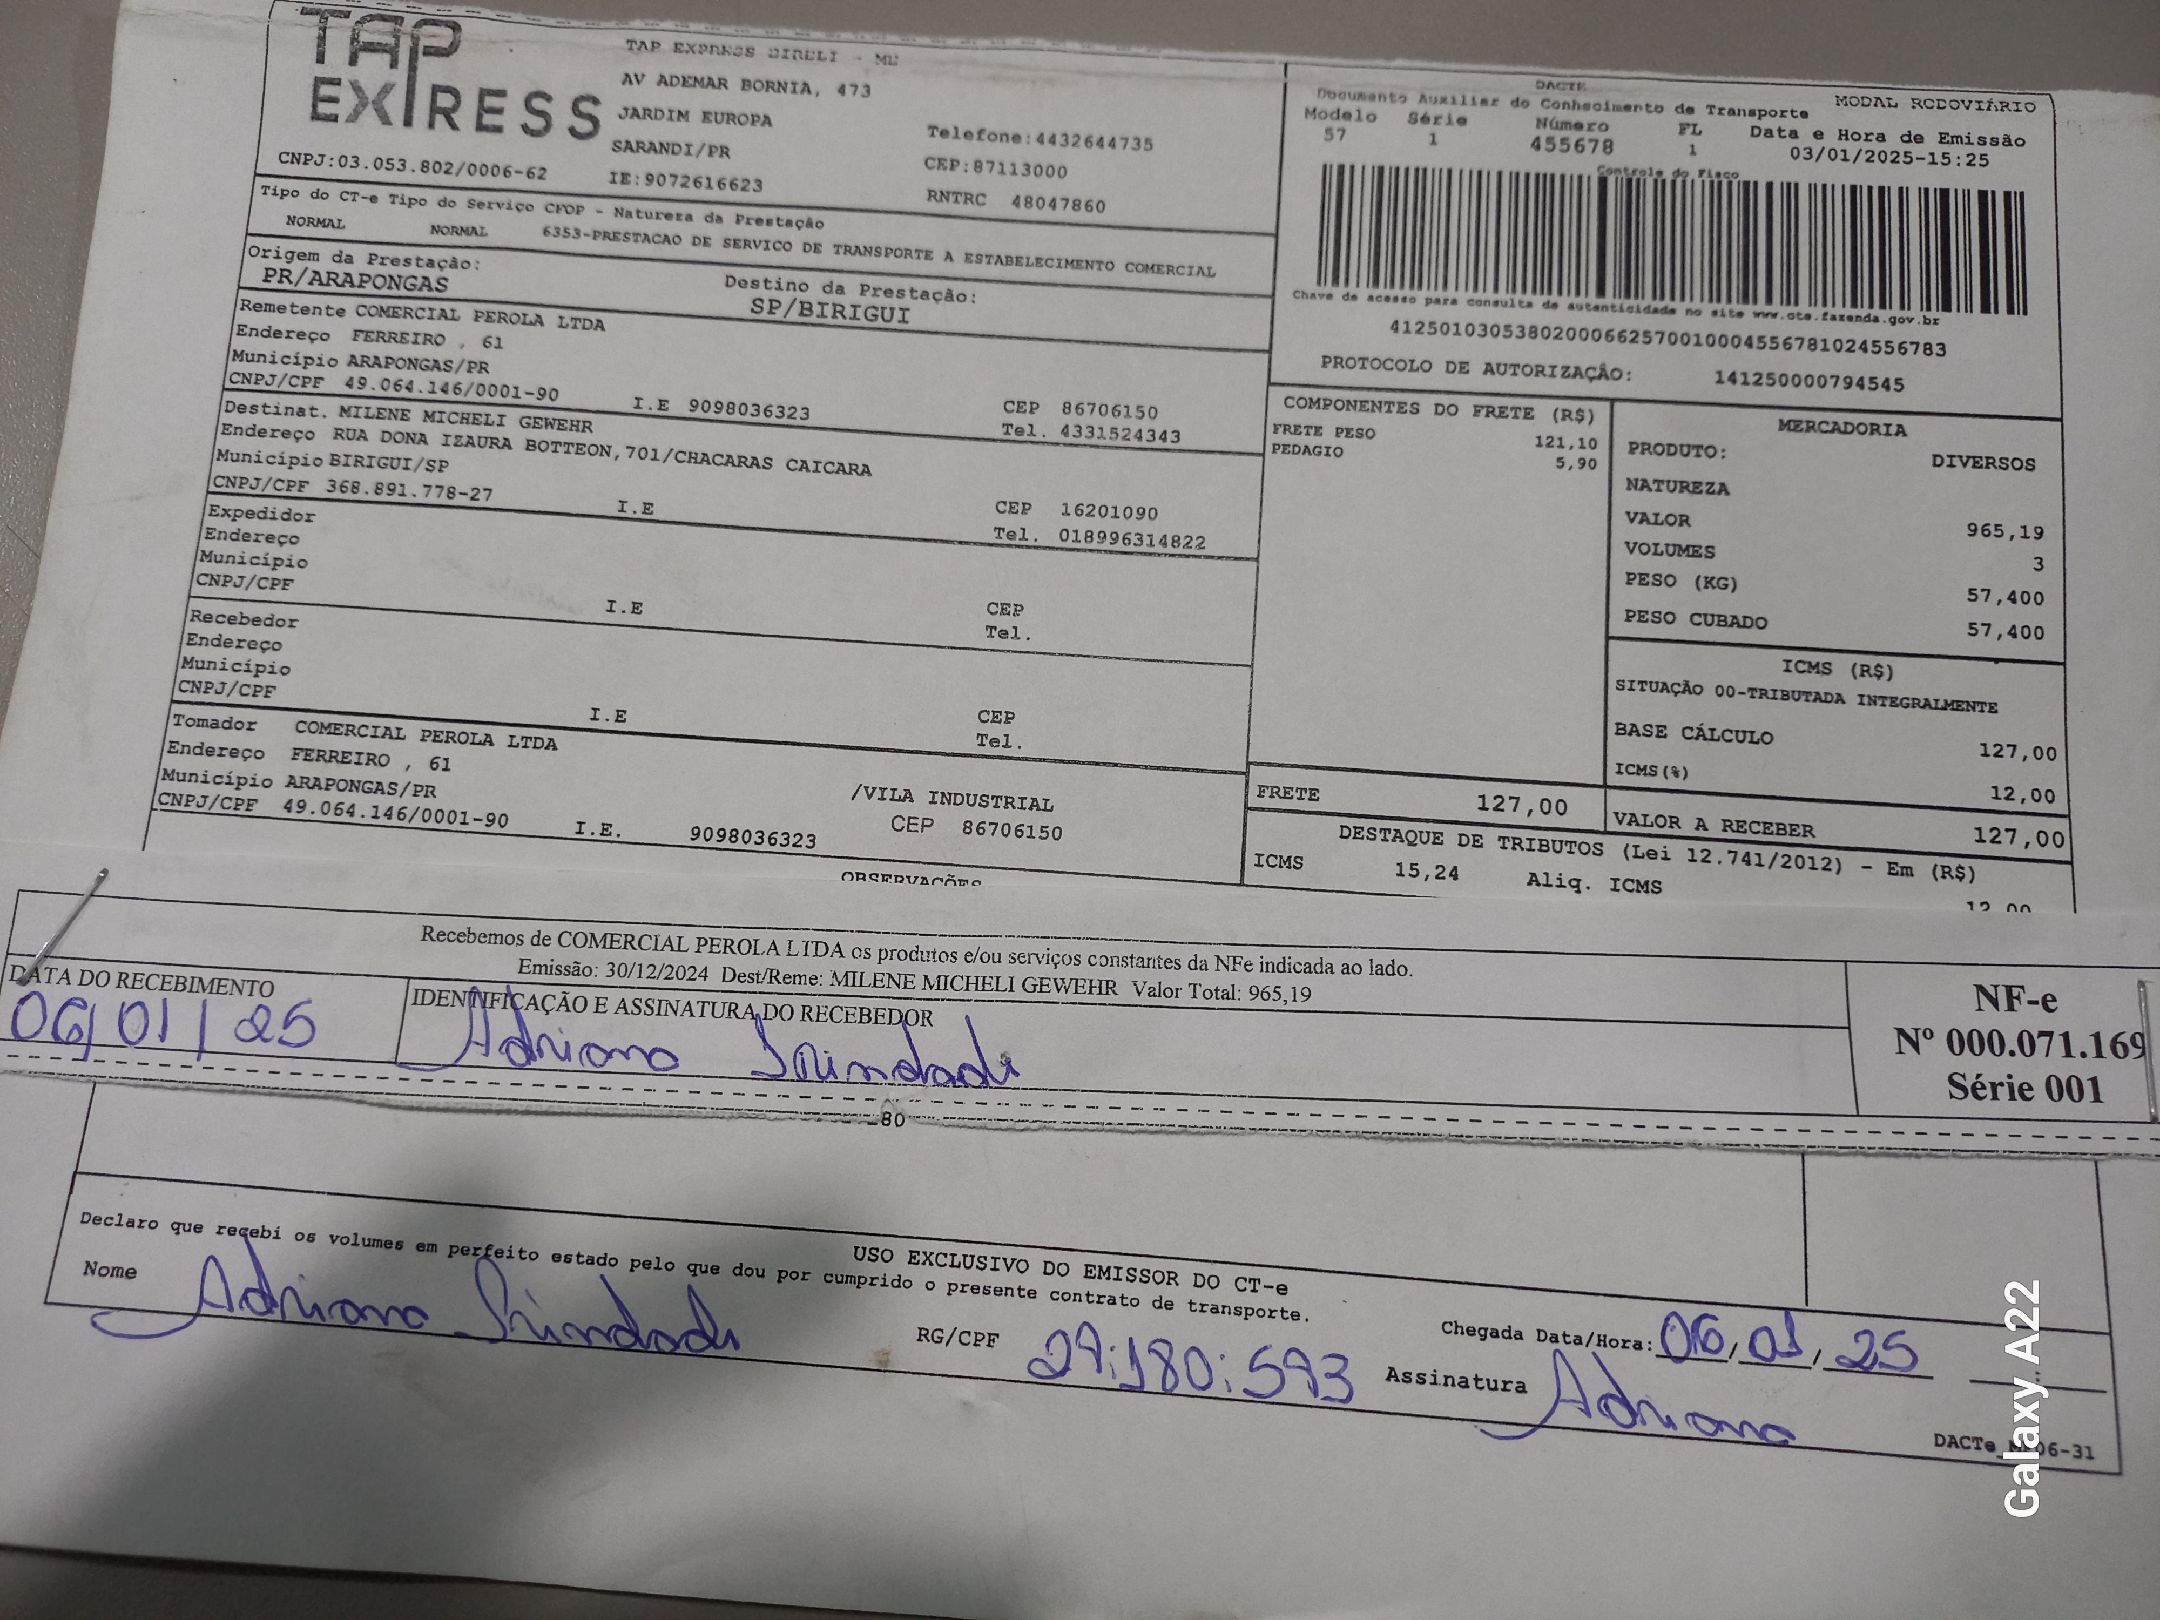 TAP EXPRESS
TAP EXPRESS EIRELI - ME
AV ADEMAR BORNIA, 473
JARDIM EUROPA
SARANDI/PR
Telefone:4432644735
CEP:87113000
CNPJ:03.053.802/0006-62
IE:9072616623
RNTRC 48047860
DACTE
Documento Auxiliar do Conhecimento de Transporte
MODAL RODOVIÁRIO
Modelo Série Número FL Data e Hora de Emissão
57 1 455678 1 03/01/2025-15:25
Controle do Fisco
Chave de acesso para consulta de autenticidade no site www.cte.fazenda.gov.br
41250103053802000662570010004556781024556783
PROTOCOLO DE AUTORIZAÇÃO: 141250000794545
Tipo do CT-e Tipo do Serviço CFOP - Natureza da Prestação
NORMAL NORMAL 6353-PRESTACAO DE SERVICO DE TRANSPORTE A ESTABELECIMENTO COMERCIAL
Origem da Prestação: Destino da Prestação:
PR/ARAPONGAS SP/BIRIGUI
Remetente COMERCIAL PEROLA LTDA
Endereço FERREIRO , 61
Município ARAPONGAS/PR CEP 86706150
CNPJ/CPF 49.064.146/0001-90 I.E 9098036323 Tel. 4331524343
Destinat. MILENE MICHELI GEWEHR
Endereço RUA DONA IZAURA BOTTEON,701/CHACARAS CAICARA
Município BIRIGUI/SP CEP 16201090
CNPJ/CPF 368.891.778-27 I.E Tel. 018996314822
Expedidor
Endereço
Município CEP
CNPJ/CPF I.E Tel.
Recebedor
Endereço
Município CEP
CNPJ/CPF I.E Tel.
Tomador COMERCIAL PEROLA LTDA
Endereço FERREIRO , 61 /VILA INDUSTRIAL
Município ARAPONGAS/PR CEP 86706150
CNPJ/CPF 49.064.146/0001-90 I.E. 9098036323
COMPONENTES DO FRETE (R$)
FRETE PESO 121,10
PEDAGIO 5,90
MERCADORIA
PRODUTO: DIVERSOS
NATUREZA
VALOR 965,19
VOLUMES 3
PESO (KG) 57,400
PESO CUBADO 57,400
ICMS (R$)
SITUAÇÃO 00-TRIBUTADA INTEGRALMENTE
BASE CÁLCULO 127,00
ICMS(%) 12,00
FRETE 127,00
VALOR A RECEBER 127,00
DESTAQUE DE TRIBUTOS (Lei 12.741/2012) - Em (R$)
ICMS 15,24 Aliq. ICMS 12,00
OBSERVAÇÕES
Recebemos de COMERCIAL PEROLA LTDA os produtos e/ou serviços constantes da NFe indicada ao lado.
Emissão: 30/12/2024 Dest/Reme: MILENE MICHELI GEWEHR Valor Total: 965,19
DATA DO RECEBIMENTO
06/01/25
IDENTIFICAÇÃO E ASSINATURA DO RECEBEDOR
Adriano Trindade
NF-e
Nº 000.071.169
Série 001
80
USO EXCLUSIVO DO EMISSOR DO CT-e
Declaro que recebi os volumes em perfeito estado pelo que dou por cumprido o presente contrato de transporte.
Nome Adriano Trindade RG/CPF 29.180.593
Chegada Data/Hora: 06/01/25
Assinatura Adriano
Galaxy A22